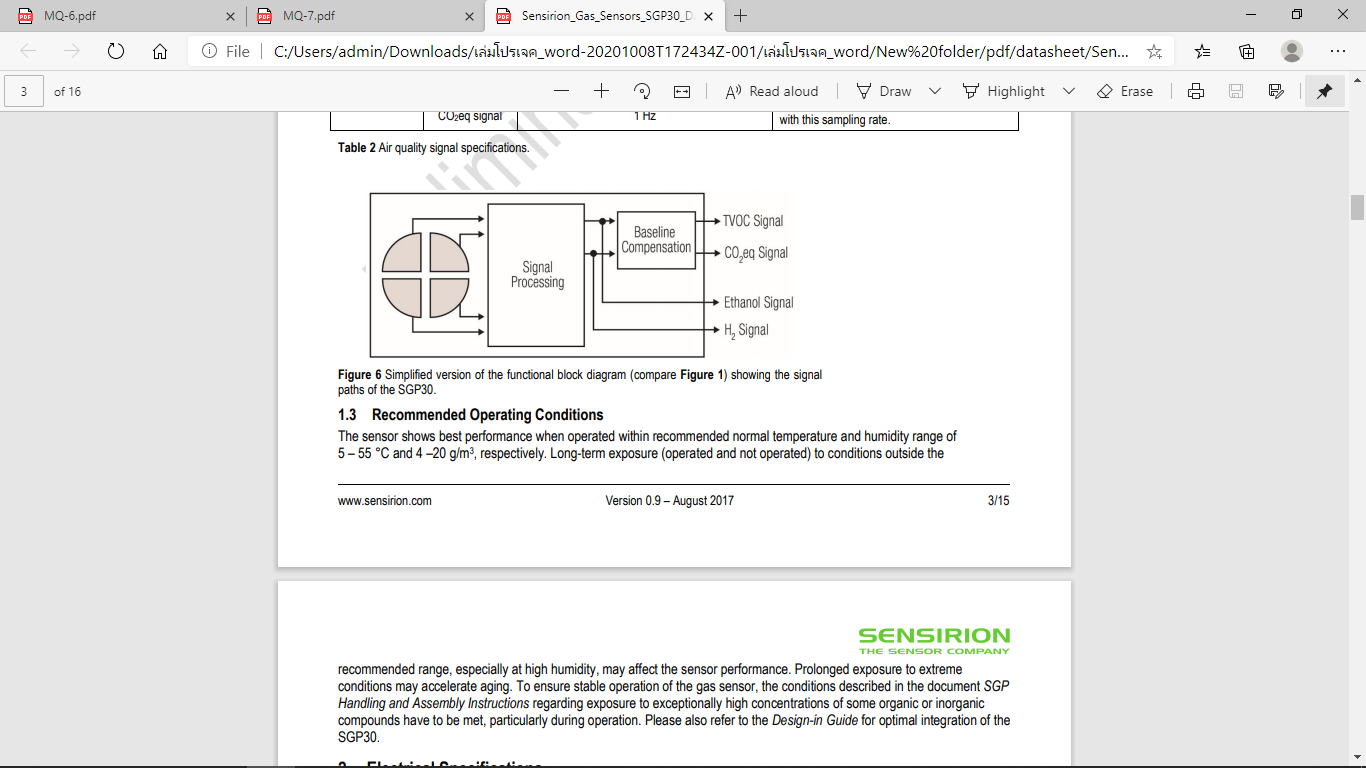 MQ-6.pdf
MQ-7.pdf
Sensirion_Gas_Sensors_SGP30_D
File
C:/Users/admin/Downloads/เล่มโปรเจค_word-20201008T172434Z-001/เล่มโปรเจค_word/New%20folder/pdf/datasheet/Sen...
3 of 16
Read aloud
Draw
Highlight
Erase
CO2eq signal
1 Hz
with this sampling rate.
Table 2 Air quality signal specifications.
Signal
Processing
Baseline
Compensation
TVOC Signal
CO2eq Signal
Ethanol Signal
H2 Signal
Figure 6 Simplified version of the functional block diagram (compare Figure 1) showing the signal
paths of the SGP30.
1.3 Recommended Operating Conditions
The sensor shows best performance when operated within recommended normal temperature and humidity range of
5 – 55 °C and 4 –20 g/m³, respectively. Long-term exposure (operated and not operated) to conditions outside the
www.sensirion.com
Version 0.9 – August 2017
3/15
SENSIRION
THE SENSOR COMPANY
recommended range, especially at high humidity, may affect the sensor performance. Prolonged exposure to extreme
conditions may accelerate aging. To ensure stable operation of the gas sensor, the conditions described in the document SGP
Handling and Assembly Instructions regarding exposure to exceptionally high concentrations of some organic or inorganic
compounds have to be met, particularly during operation. Please also refer to the Design-in Guide for optimal integration of the
SGP30.
2 Electrical Specifications